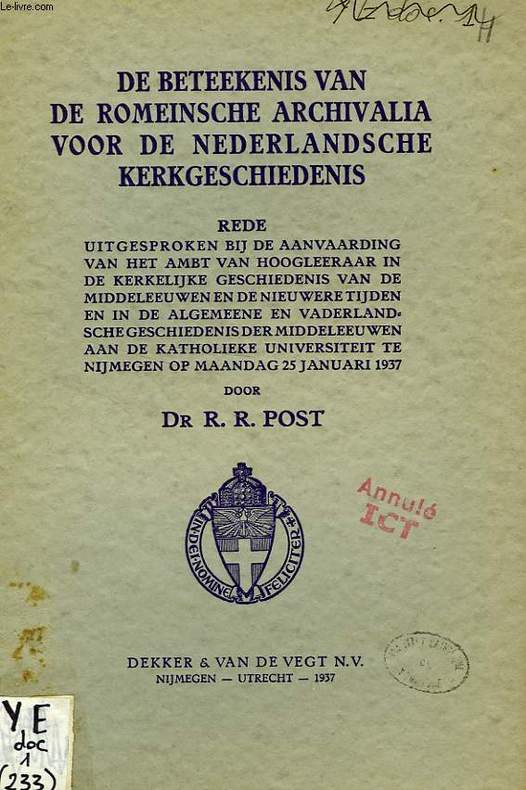 Le-livre.com
DE BETEEKENIS VAN
DE ROMEINSCHE ARCHIVALIA
VOOR DE NEDERLANDSCHE
KERKGESCHIEDENIS
REDE
UITGESPROKEN BIJ DE AANVAARDING
VAN HET AMBT VAN HOOGLEERAAR IN
DE KERKELIJKE GESCHIEDENIS VAN DE
MIDDELEEUWEN EN DE NIEUWERE TIJDEN
EN IN DE ALGEMEENE EN VADERLAND-
SCHE GESCHIEDENIS DER MIDDELEEUWEN
AAN DE KATHOLIEKE UNIVERSITEIT TE
NIJMEGEN OP MAANDAG 25 JANUARI 1937
DOOR
DR R. R. POST
IN DEI NOMINE FELICITER
Annulé
ICT
DEKKER & VAN DE VEGT N.V.
NIJMEGEN — UTRECHT — 1937
YE
doc
1
(233)